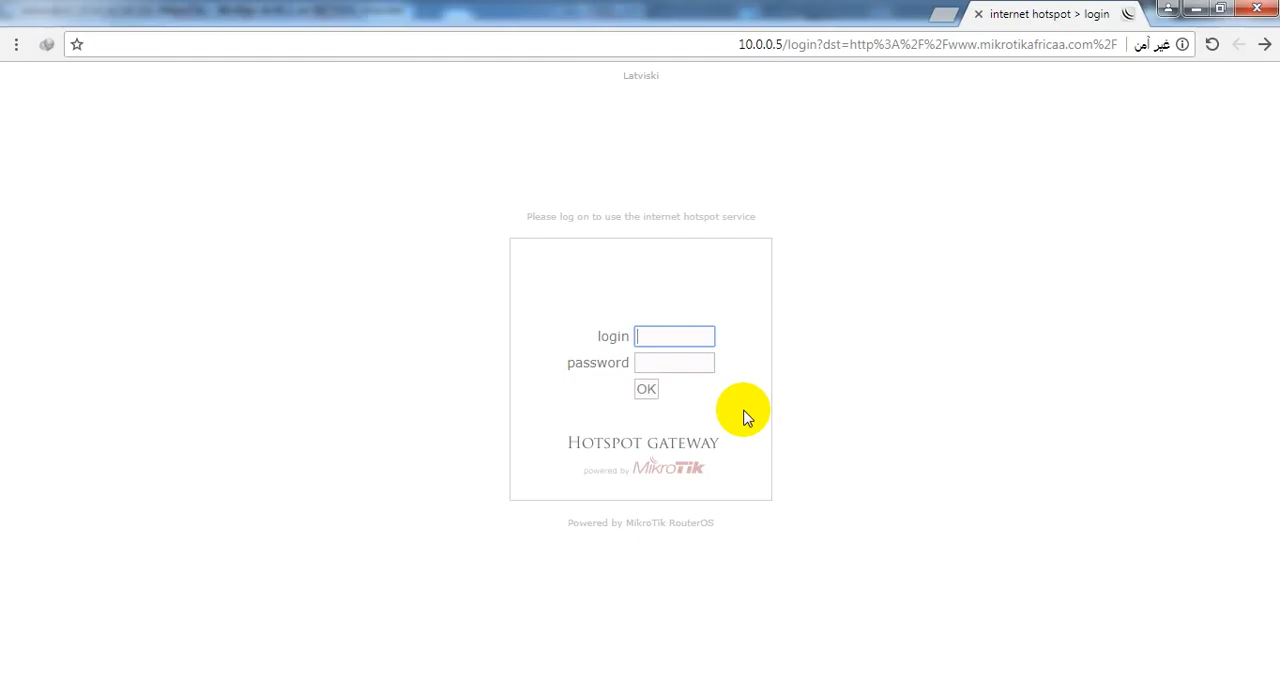 internet hotspot > login
10.0.0.5/login?dst=http%3A%2F%2Fwww.mikrotikafricaa.com%2F
غير آمن
Latviski
Please log on to use the internet hotspot service
login
password
OK
HOTSPOT GATEWAY
powered by MikroTik
Powered by MikroTik RouterOS